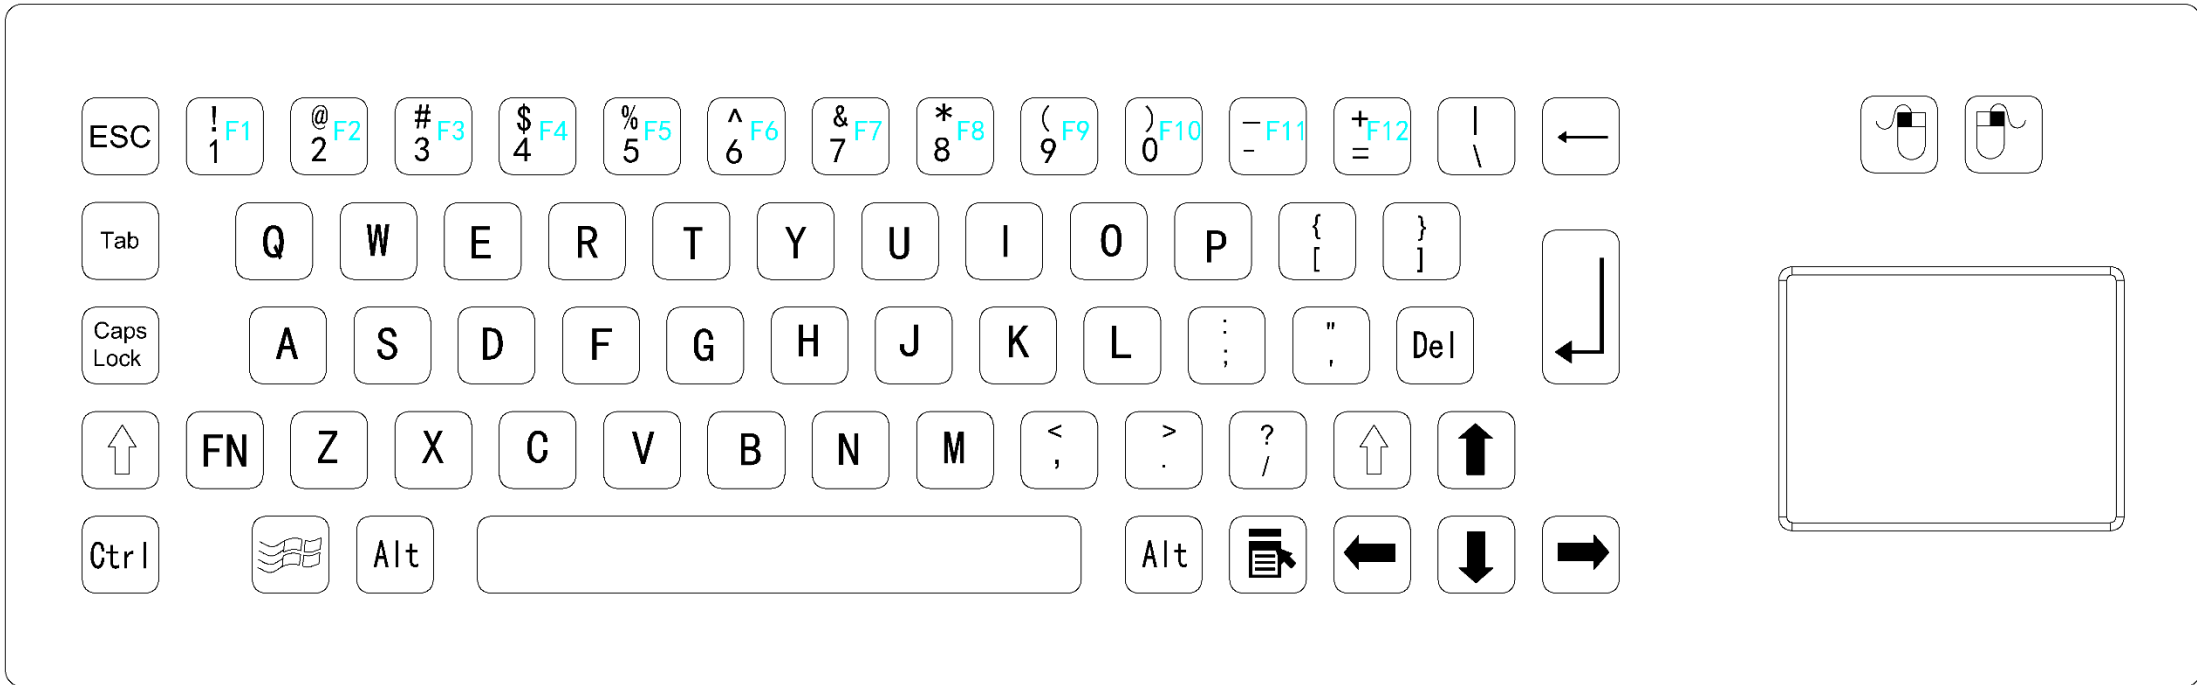 ESC ! 1 F1 @ 2 F2 # 3 F3 $ 4 F4 % 5 F5 ^ 6 F6 & 7 F7 * 8 F8 ( 9 F9 ) 0 F10 — - F11 + = F12 | \ ←
Tab Q W E R T Y U I O P { [ } ]
Caps Lock A S D F G H J K L : ; " ' Del
FN Z X C V B N M < , > . ? /
Ctrl Alt Alt